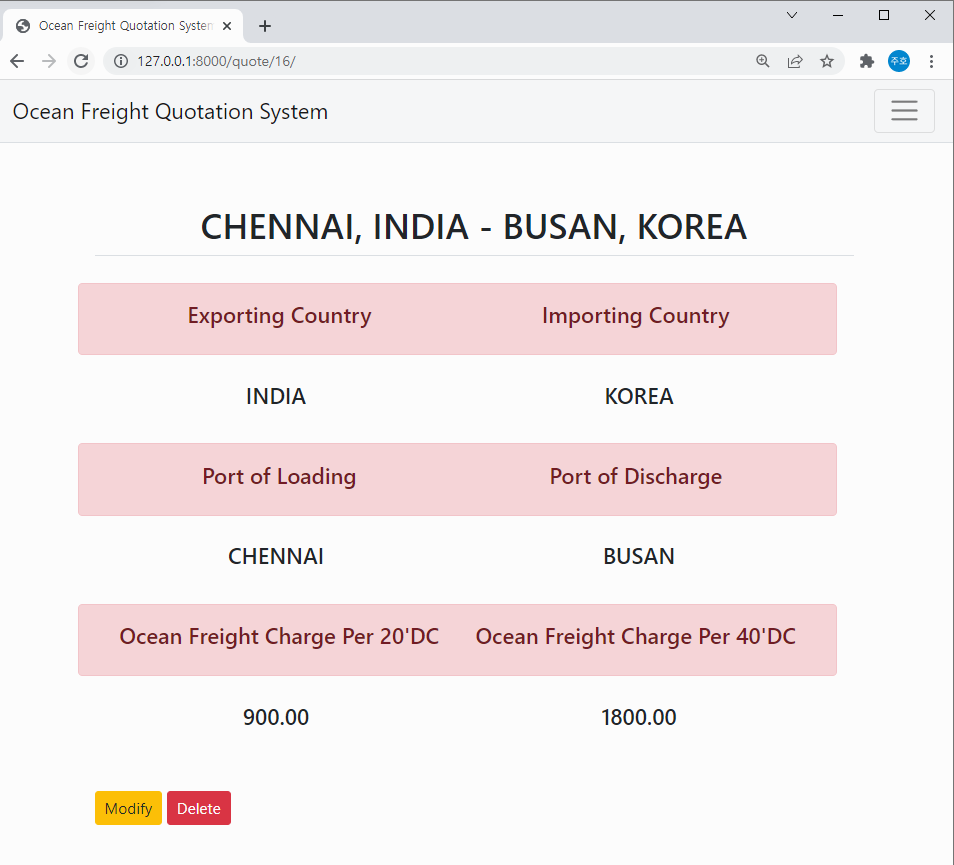 Ocean Freight Quotation System
127.0.0.1:8000/quote/16/
주호
Ocean Freight Quotation System
CHENNAI, INDIA - BUSAN, KOREA
Exporting Country Importing Country
INDIA KOREA
Port of Loading Port of Discharge
CHENNAI BUSAN
Ocean Freight Charge Per 20'DC Ocean Freight Charge Per 40'DC
900.00 1800.00
Modify Delete